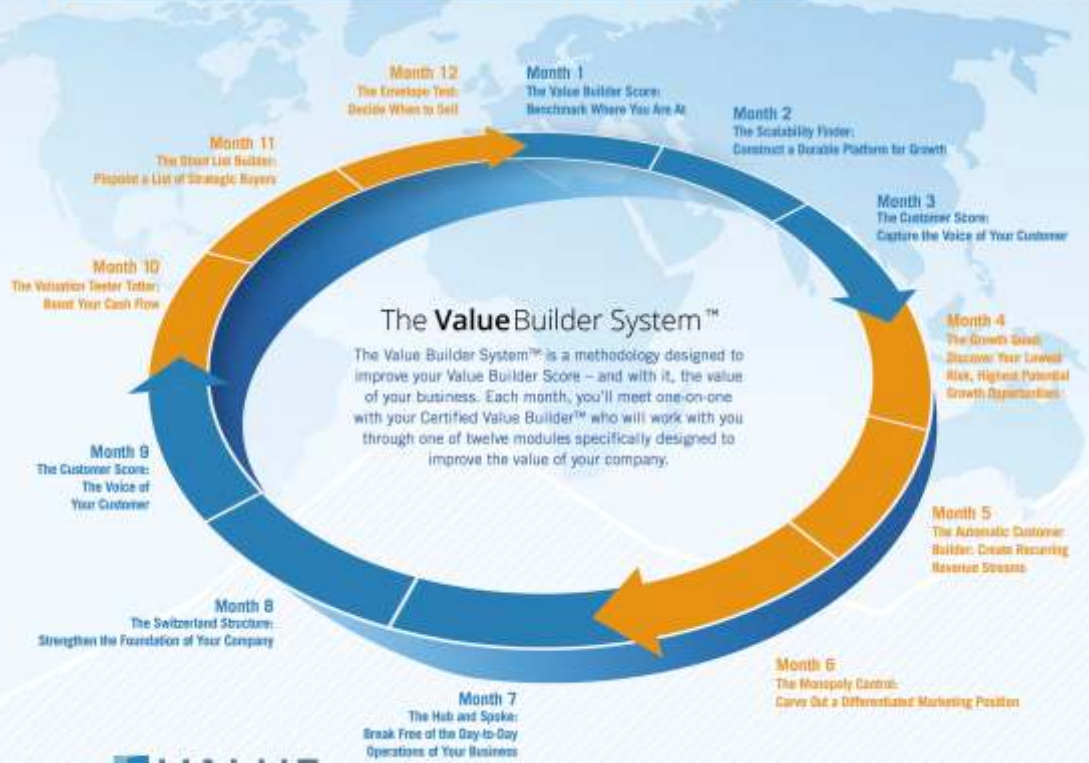 Month 12
The Envelope Test:
Decide When to Sell
Month 1
The Value Builder Score:
Benchmark Where You Are At
Month 2
The Scalability Finder:
Construct a Durable Platform for Growth
Month 3
The Customer Score:
Capture the Voice of Your Customer
Month 4
The Growth
Discover Your Lowest
Risk, Highest Potential
Growth Opportunities
Month 5
The Automatic Customer
Builder: Create Recurring
Revenue Streams
Month 6
The Monopoly Control:
Carve Out a Differentiated Marketing Position
Month 7
The Hub and Spoke:
Break Free of the Day-to-Day
Operations of Your Business
Month 8
The Switzerland Structure:
Strengthen the Foundation of Your Company
Month 9
The Customer Score:
The Voice of
Your Customer
Month 10
The Valuation Teeter Totter:
Boost Your Cash Flow
Month 11
The Short List Builder:
Pinpoint a List of Strategic Buyers
The ValueBuilder System™
The Value Builder System™ is a methodology designed to
improve your Value Builder Score – and with it, the value
of your business. Each month, you'll meet one-on-one
with your Certified Value Builder™ who will work with you
through one of twelve modules specifically designed to
improve the value of your company.